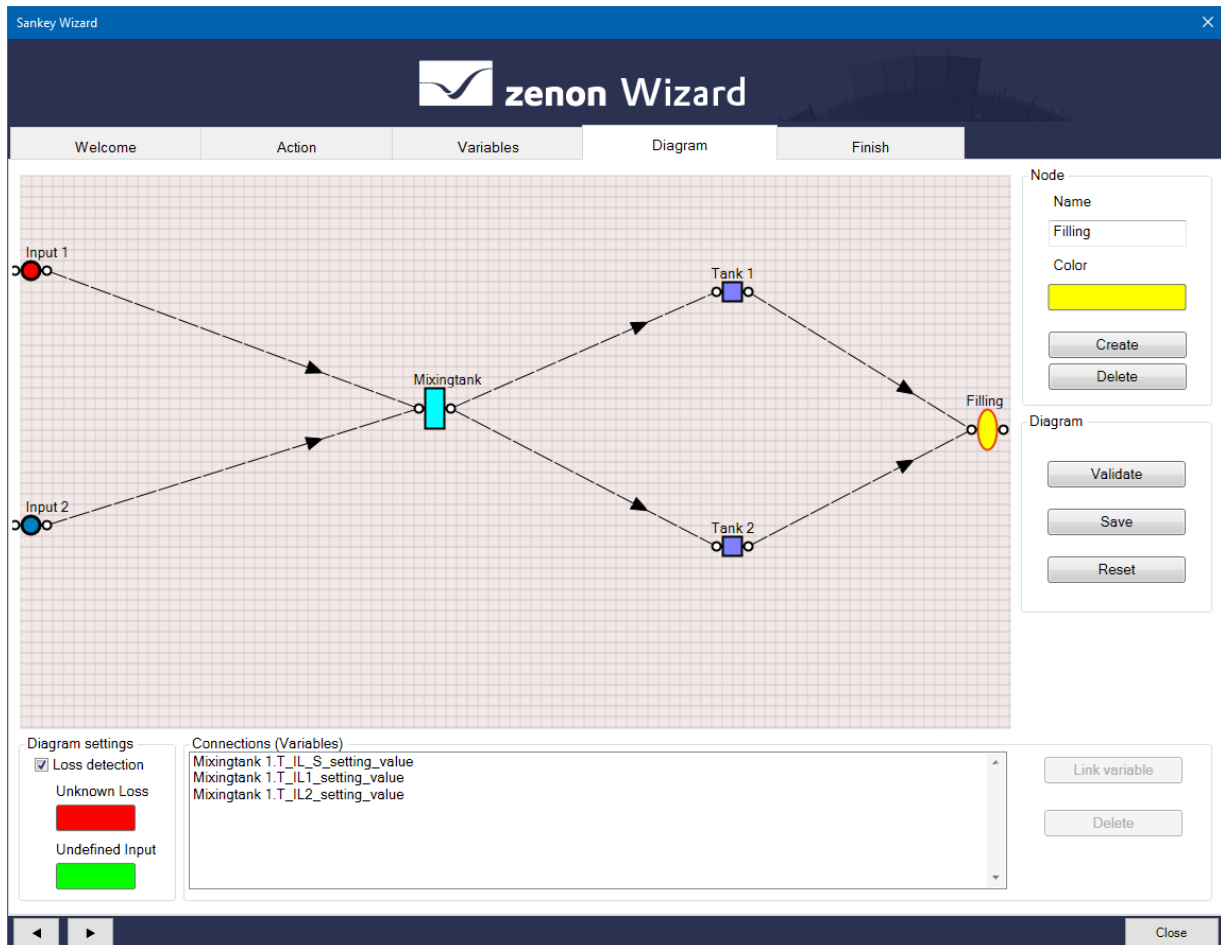 Sankey Wizard
zenon Wizard
Welcome
Action
Variables
Diagram
Finish
Input 1
Input 2
Mixingtank
Tank 1
Tank 2
Filling
Node
Name
Filling
Color
Create
Delete
Diagram
Validate
Save
Reset
Diagram settings
Loss detection
Unknown Loss
Undefined Input
Connections (Variables)
Mixingtank 1.T_IL_S_setting_value
Mixingtank 1.T_IL1_setting_value
Mixingtank 1.T_IL2_setting_value
Link variable
Delete
Close